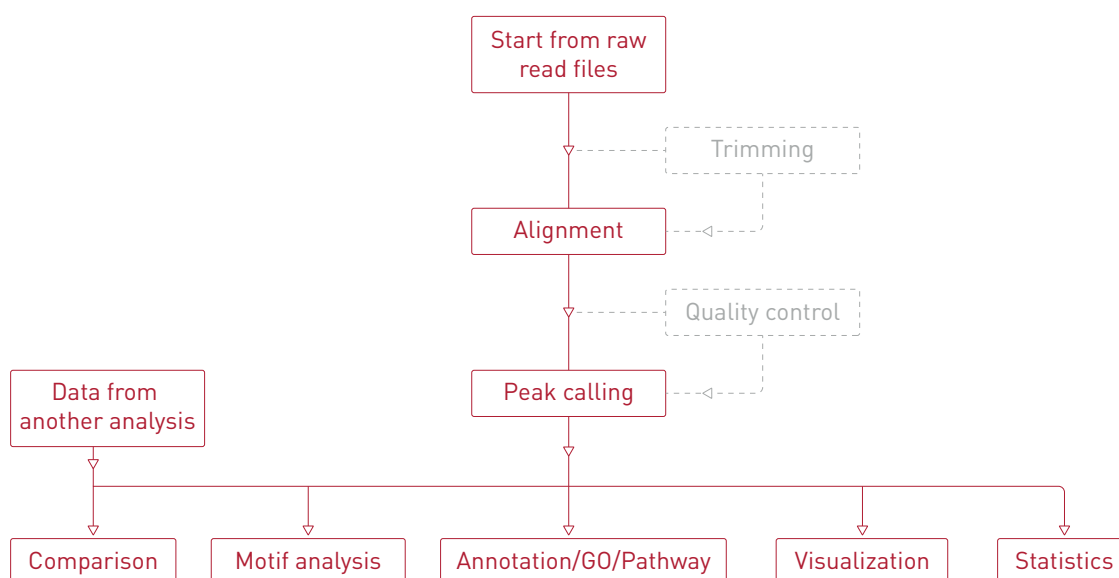 Start from raw
read files
Trimming
Alignment
Quality control
Peak calling
Data from
another analysis
Comparison
Motif analysis
Annotation/GO/Pathway
Visualization
Statistics